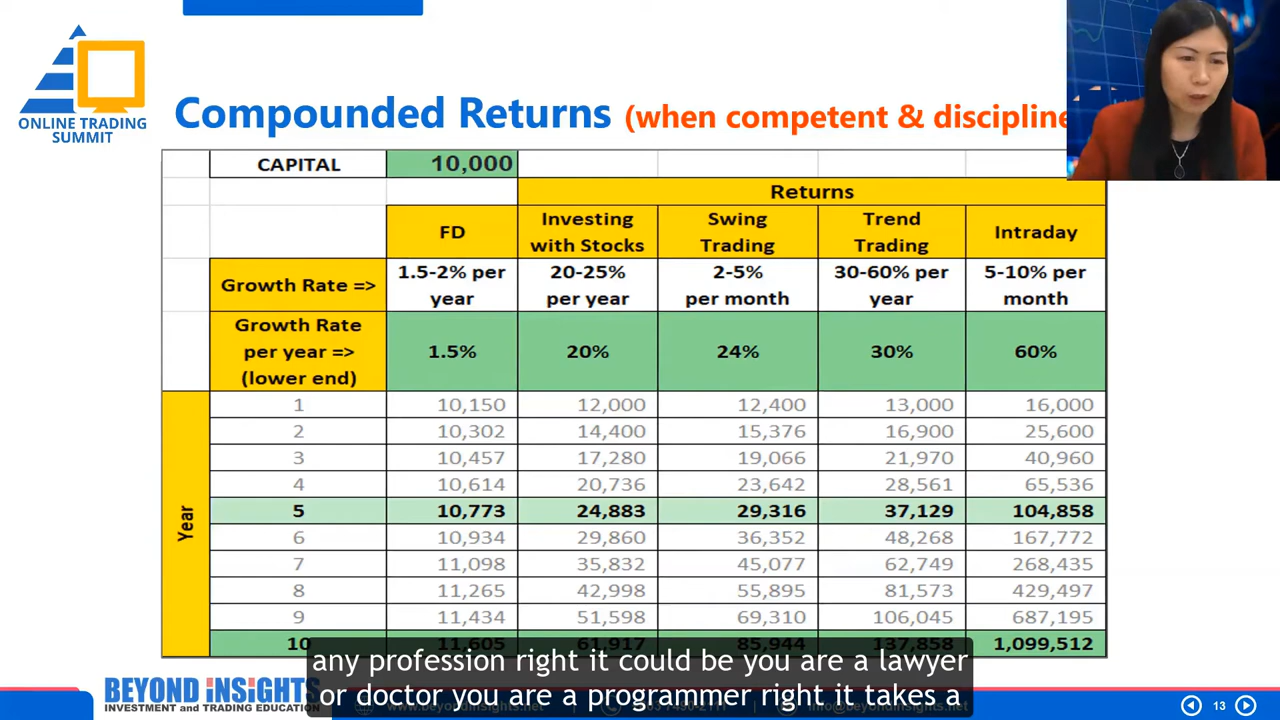 ONLINE TRADING
SUMMIT
Compounded Returns (when competent & discipline
CAPITAL 10,000
Returns
FD Investing with Stocks Swing Trading Trend Trading Intraday
Growth Rate => 1.5-2% per year 20-25% per year 2-5% per month 30-60% per year 5-10% per month
Growth Rate per year => (lower end) 1.5% 20% 24% 30% 60%
Year
1 10,150 12,000 12,400 13,000 16,000
2 10,302 14,400 15,376 16,900 25,600
3 10,457 17,280 19,066 21,970 40,960
4 10,614 20,736 23,642 28,561 65,536
5 10,773 24,883 29,316 37,129 104,858
6 10,934 29,860 36,352 48,268 167,772
7 11,098 35,832 45,077 62,749 268,435
8 11,265 42,998 55,895 81,573 429,497
9 11,434 51,598 69,310 106,045 687,195
10 11,605 61,917 85,944 137,858 1,099,512
any profession right it could be you are a lawyer
or doctor you are a programmer right it takes a
BEYOND INSIGHTS
INVESTMENT and TRADING EDUCATION
13